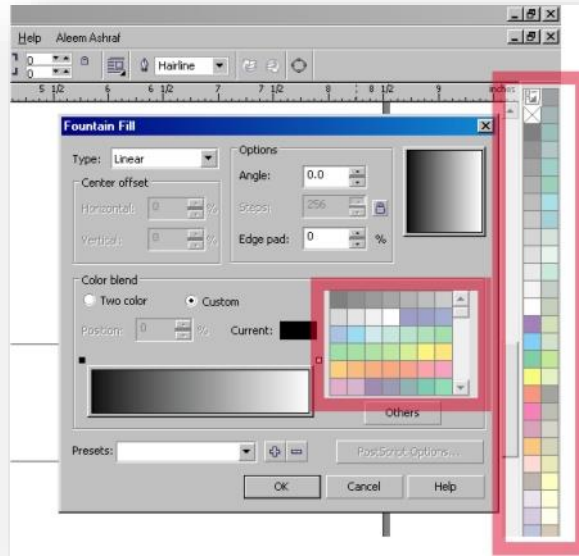 Help Aleem Ashraf
0
0
Hairline
5 1/2 6 6 1/2 7 7 1/2 8 8 1/2 9 inches
Fountain Fill
Type: Linear
Options
Center offset
Angle: 0.0
Horizontal: 0 %
Steps: 256
Vertical: 0 %
Edge pad: 0 %
Color blend
Two color Custom
Position: 0 % Current:
Others
Presets:
PostScript Options...
OK Cancel Help